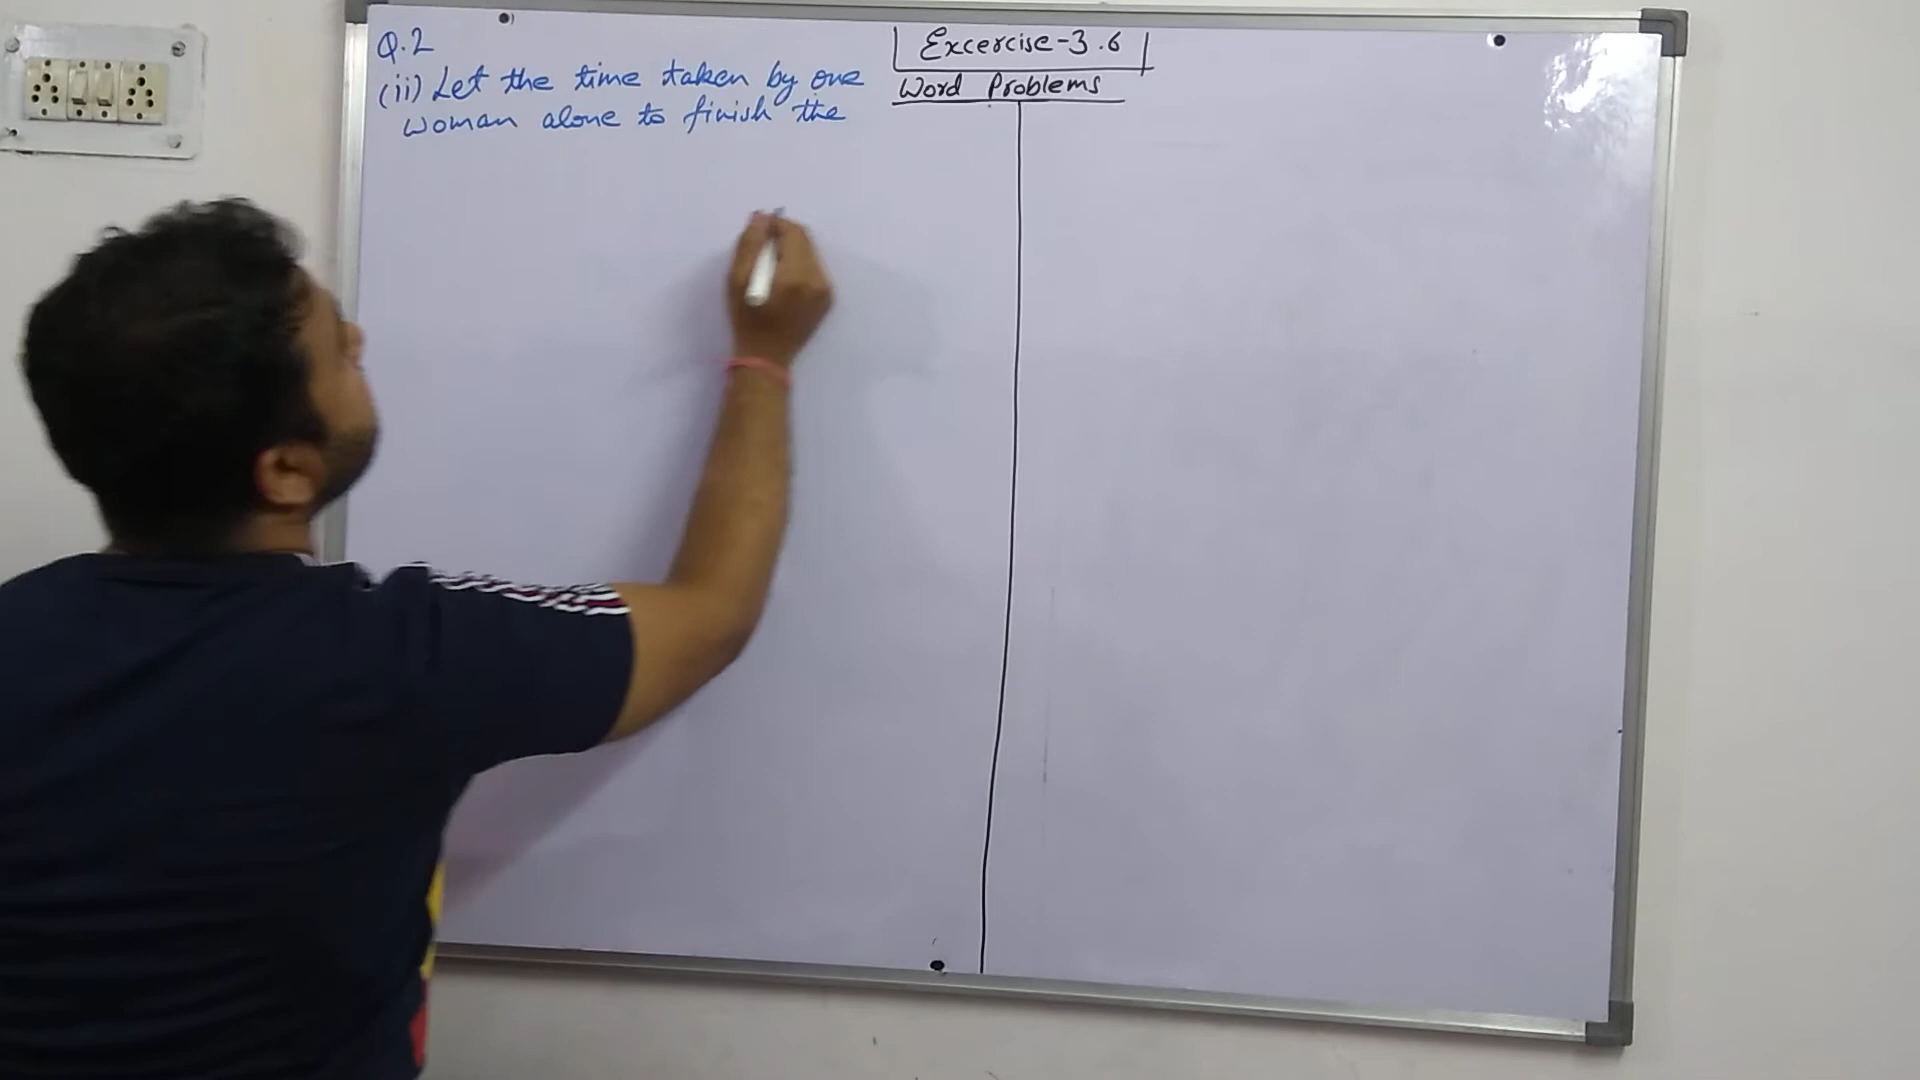 Excercise-3.6
Word Problems
Q.2
(ii) Let the time taken by one
woman alone to finish the